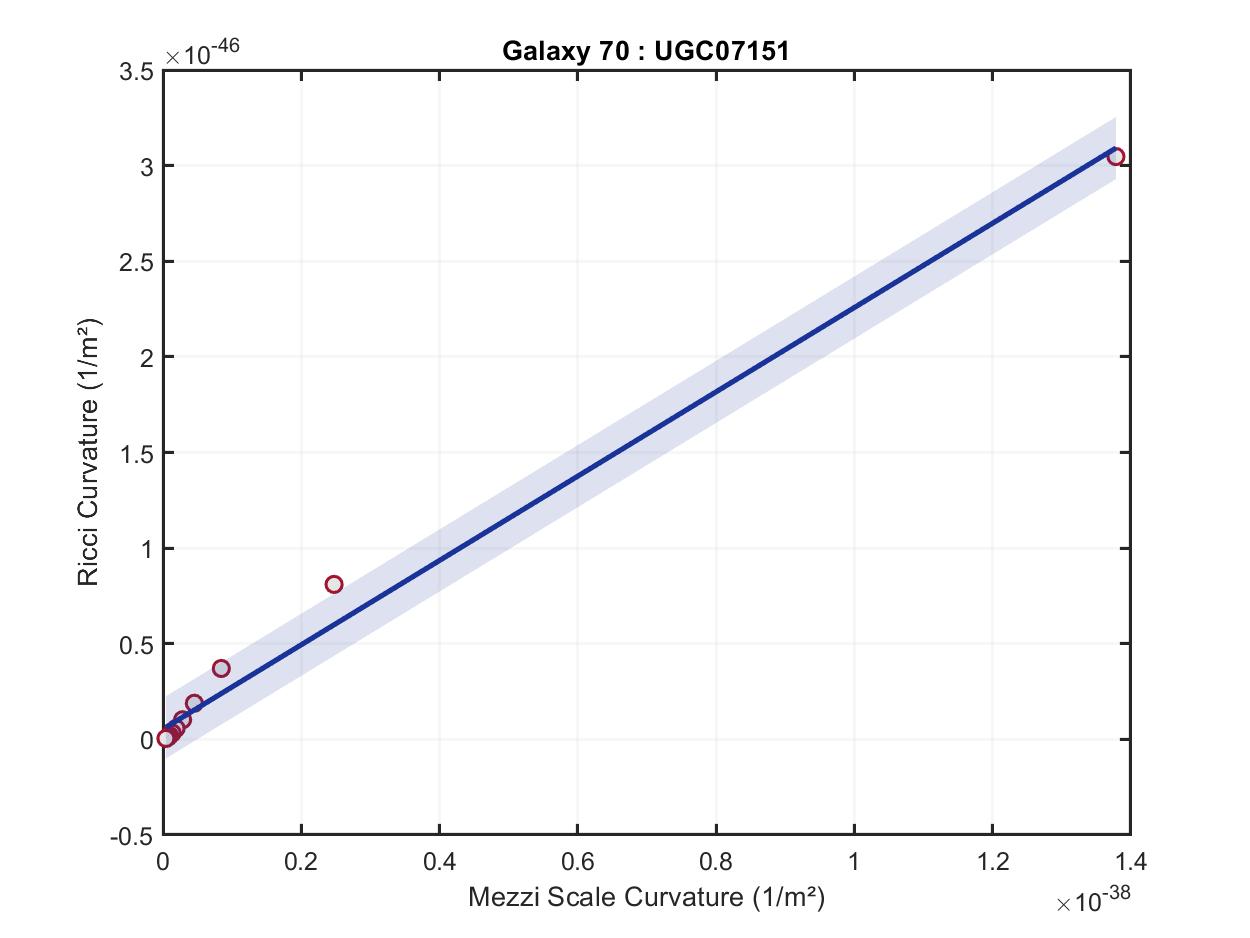 Galaxy 70 : UGC07151
×10⁻⁴⁶
3.5
3
2.5
2
1.5
1
0.5
0
-0.5
Ricci Curvature (1/m²)
0 0.2 0.4 0.6 0.8 1 1.2 1.4
Mezzi Scale Curvature (1/m²)
×10⁻³⁸